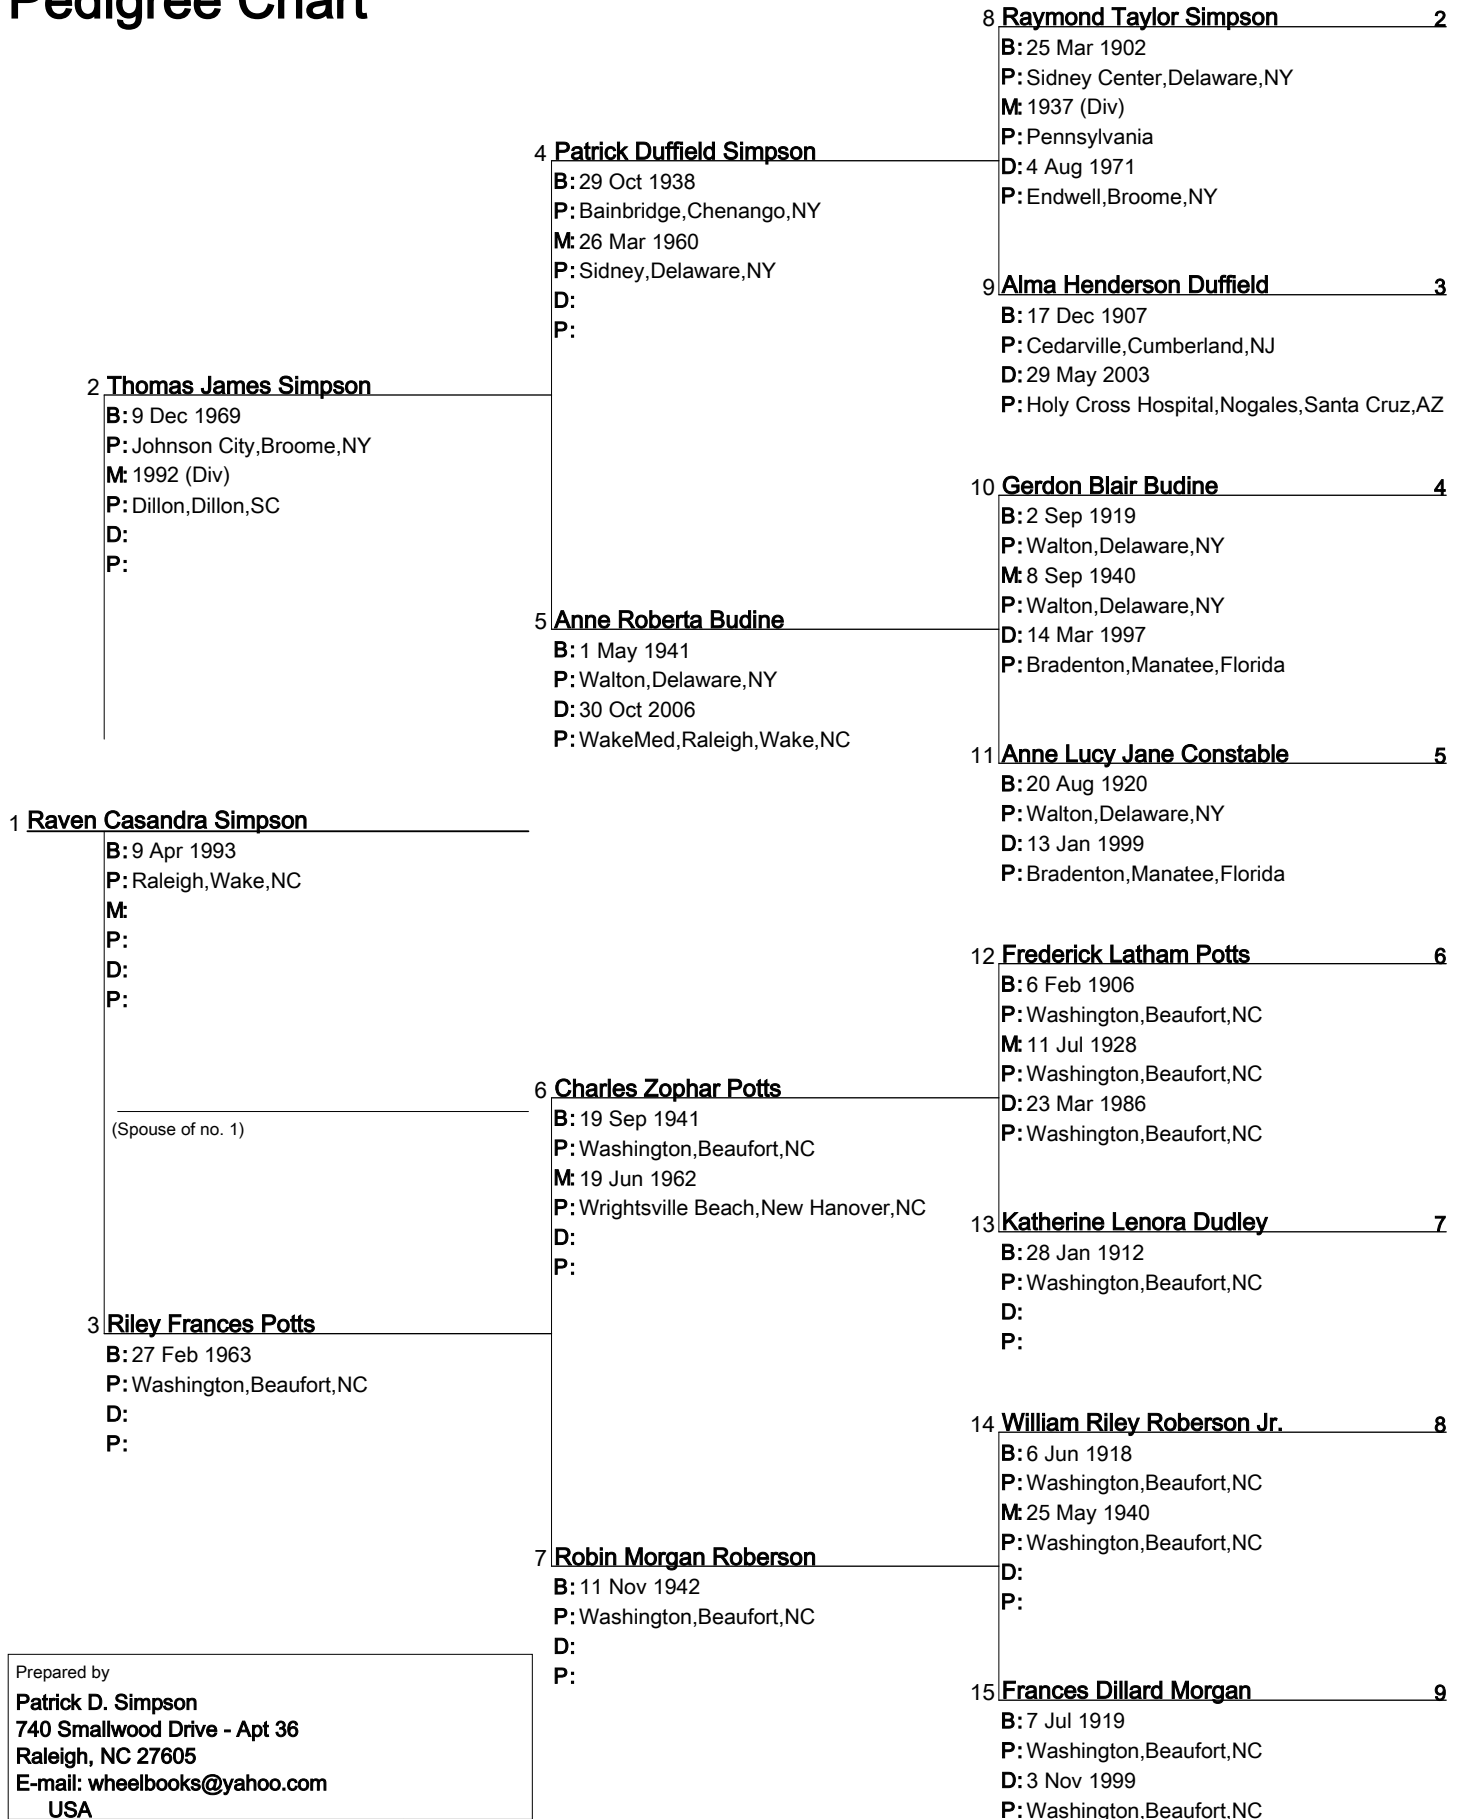 Pedigree Chart
8 Raymond Taylor Simpson 2
B: 25 Mar 1902
P: Sidney Center,Delaware,NY
M: 1937 (Div)
P: Pennsylvania
D: 4 Aug 1971
P: Endwell,Broome,NY
4 Patrick Duffield Simpson
B: 29 Oct 1938
P: Bainbridge,Chenango,NY
M: 26 Mar 1960
P: Sidney,Delaware,NY
D:
P:
9 Alma Henderson Duffield 3
B: 17 Dec 1907
P: Cedarville,Cumberland,NJ
D: 29 May 2003
P: Holy Cross Hospital,Nogales,Santa Cruz,AZ
2 Thomas James Simpson
B: 9 Dec 1969
P: Johnson City,Broome,NY
M: 1992 (Div)
P: Dillon,Dillon,SC
D:
P:
10 Gerdon Blair Budine 4
B: 2 Sep 1919
P: Walton,Delaware,NY
M: 8 Sep 1940
P: Walton,Delaware,NY
D: 14 Mar 1997
P: Bradenton,Manatee,Florida
5 Anne Roberta Budine
B: 1 May 1941
P: Walton,Delaware,NY
D: 30 Oct 2006
P: WakeMed,Raleigh,Wake,NC
11 Anne Lucy Jane Constable 5
B: 20 Aug 1920
P: Walton,Delaware,NY
D: 13 Jan 1999
P: Bradenton,Manatee,Florida
1 Raven Casandra Simpson
B: 9 Apr 1993
P: Raleigh,Wake,NC
M:
P:
D:
P:
(Spouse of no. 1)
12 Frederick Latham Potts 6
B: 6 Feb 1906
P: Washington,Beaufort,NC
M: 11 Jul 1928
P: Washington,Beaufort,NC
D: 23 Mar 1986
P: Washington,Beaufort,NC
6 Charles Zophar Potts
B: 19 Sep 1941
P: Washington,Beaufort,NC
M: 19 Jun 1962
P: Wrightsville Beach,New Hanover,NC
D:
P:
13 Katherine Lenora Dudley 7
B: 28 Jan 1912
P: Washington,Beaufort,NC
D:
P:
3 Riley Frances Potts
B: 27 Feb 1963
P: Washington,Beaufort,NC
D:
P:
14 William Riley Roberson Jr. 8
B: 6 Jun 1918
P: Washington,Beaufort,NC
M: 25 May 1940
P: Washington,Beaufort,NC
D:
P:
7 Robin Morgan Roberson
B: 11 Nov 1942
P: Washington,Beaufort,NC
D:
P:
15 Frances Dillard Morgan 9
B: 7 Jul 1919
P: Washington,Beaufort,NC
D: 3 Nov 1999
P: Washington,Beaufort,NC
Prepared by
Patrick D. Simpson
740 Smallwood Drive - Apt 36
Raleigh, NC 27605
E-mail: wheelbooks@yahoo.com
USA